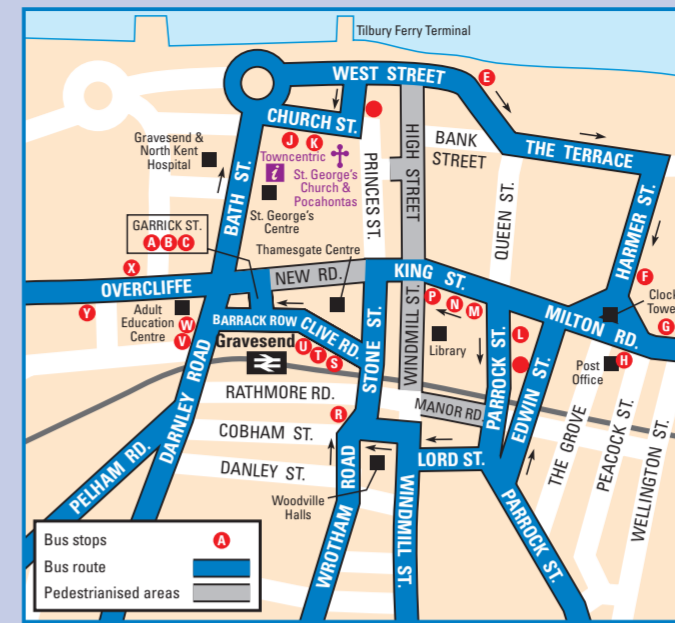 Tilbury Ferry Terminal
WEST STREET
E
CHURCH ST.
J K
Towncentric
i
St. George's
Church &
Pocahontas
St. George's
Centre
Gravesend &
North Kent
Hospital
BATH ST.
PRINCES ST.
HIGH STREET
BANK
STREET
THE TERRACE
QUEEN ST.
HARMER ST.
F
GARRICK ST.
A B C
Thamesgate Centre
X
OVERCLIFFE
NEW RD.
KING ST.
Y
Adult
Education
Centre
W
V
BARRACK ROW
CLIVE RD.
Gravesend
U T S
STONE ST.
WINDMILL ST.
P N M
Library
PARROCK ST.
L
MILTON RD.
Clock
Towe
G
Post
Office
H
EDWIN ST.
DARNLEY ROAD
RATHMORE RD.
R
MANOR RD.
COBHAM ST.
DANLEY ST.
PELHAM RD.
LORD ST.
THE GROVE
PEACOCK ST.
WELLINGTON ST.
Woodville
Halls
WROTHAM ROAD
WINDMILL ST.
PARROCK ST.
Bus stops
A
Bus route
Pedestrianised areas